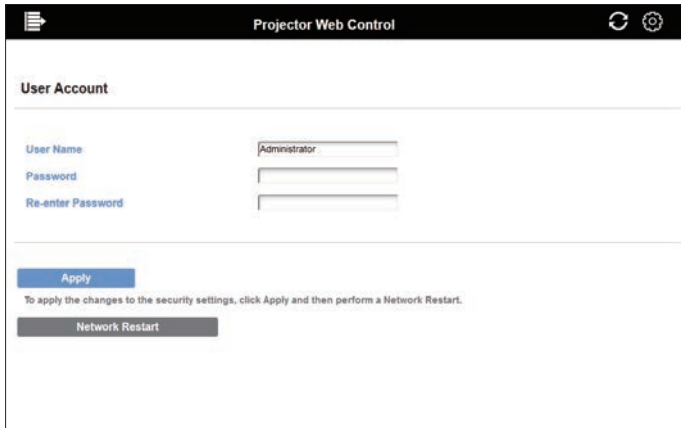 Projector Web Control
User Account
User Name Administrator
Password
Re-enter Password
Apply
To apply the changes to the security settings, click Apply and then perform a Network Restart.
Network Restart